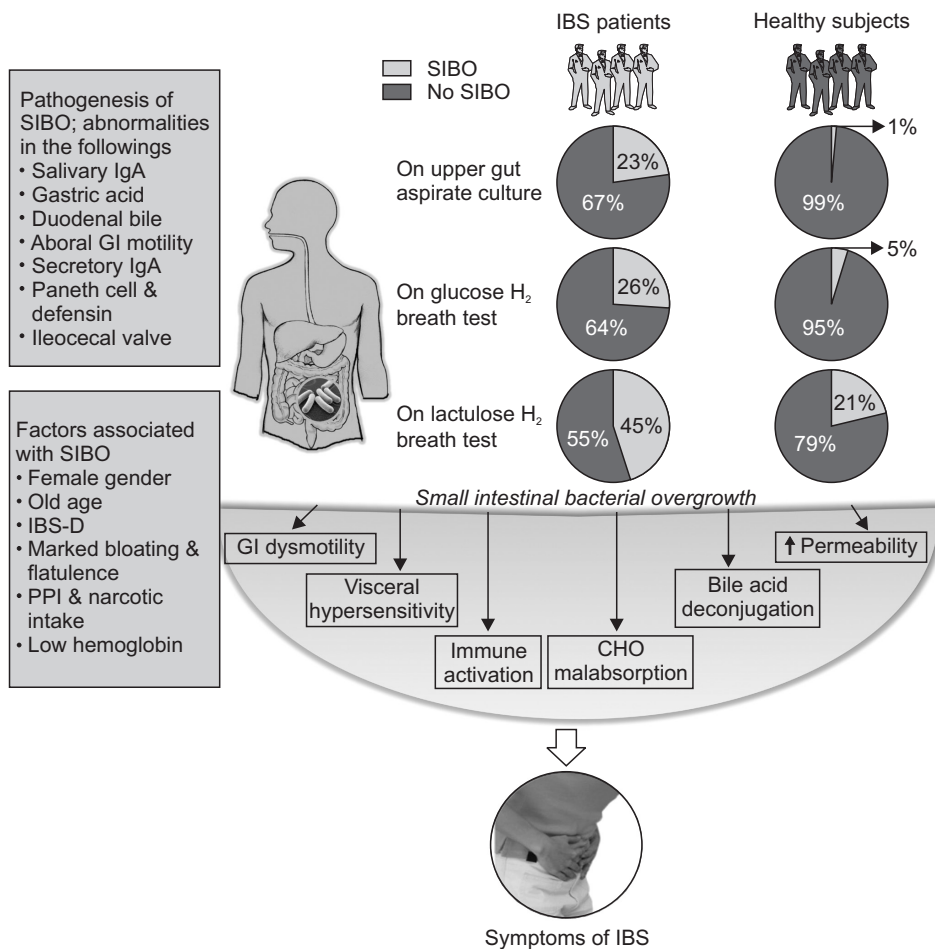 IBS patients
Healthy subjects
SIBO
No SIBO
Pathogenesis of
SIBO; abnormalities
in the followings
• Salivary IgA
• Gastric acid
• Duodenal bile
• Aboral GI motility
• Secretory IgA
• Paneth cell &
defensin
• Ileocecal valve
On upper gut
aspirate culture
23%
67%
1%
99%
On glucose H₂
breath test
26%
64%
5%
95%
On lactulose H₂
breath test
55%
45%
21%
79%
Factors associated
with SIBO
• Female gender
• Old age
• IBS-D
• Marked bloating &
flatulence
• PPI & narcotic
intake
• Low hemoglobin
Small intestinal bacterial overgrowth
GI dysmotility
Visceral
hypersensitivity
Immune
activation
CHO
malabsorption
Bile acid
deconjugation
⬆ Permeability
Symptoms of IBS